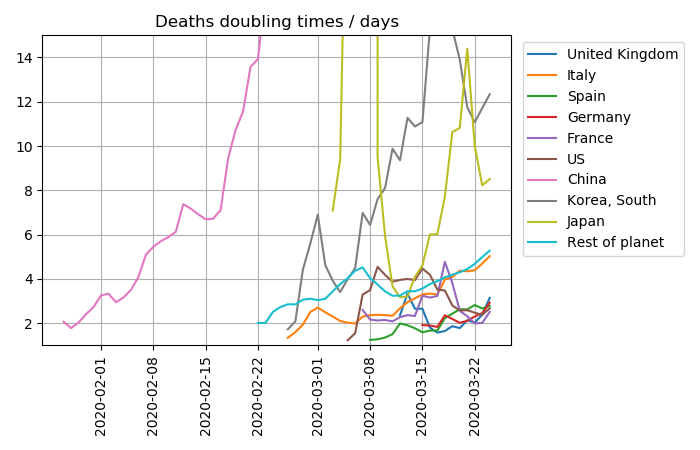 Deaths doubling times / days
14
12
10
8
6
4
2
2020-02-01
2020-02-08
2020-02-15
2020-02-22
2020-03-01
2020-03-08
2020-03-15
2020-03-22
United Kingdom
Italy
Spain
Germany
France
US
China
Korea, South
Japan
Rest of planet